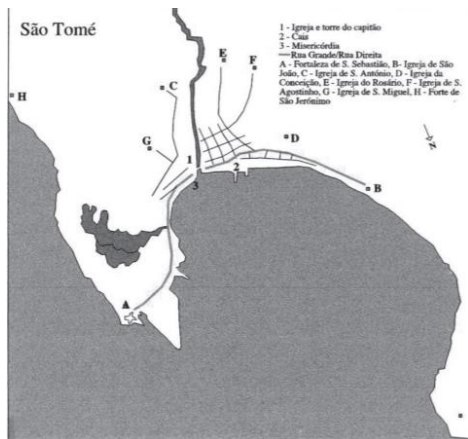 São Tomé
1 - Igreja e torre do capitão
2 - Cais
3 - Misericórdia
Rua Grande/Rua Direita
A - Fortaleza de S. Sebastião, B- Igreja de São
João, C - Igreja de S. António, D - Igreja da
Conceição, E - Igreja do Rosário, F - Igreja de S.
Agostinho, G - Igreja de S. Miguel, H - Forte de
São Jerónimo
E
F
C
H
D
G
1
2
3
B
A
N